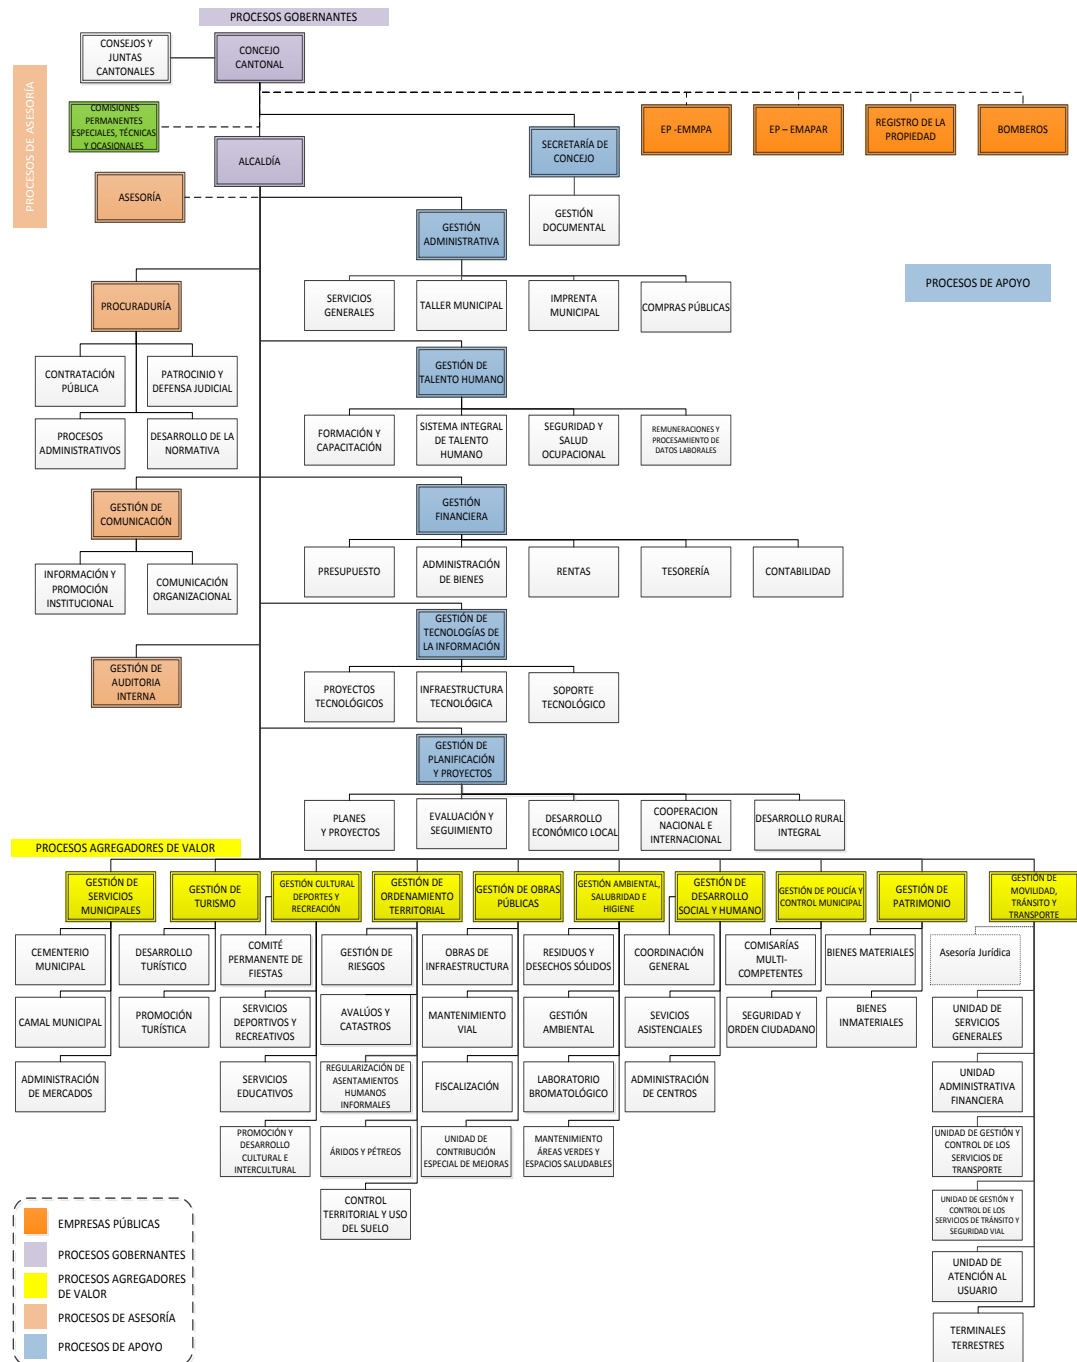 PROCESOS GOBERNANTES
CONSEJOS Y
JUNTAS
CANTONALES
CONCEJO
CANTONAL
PROCESOS DE ASESORÍA
COMISIONES
PERMANENTES
ESPECIALES, TÉCNICAS
Y OCASIONALES
ALCALDÍA
SECRETARÍA DE
CONCEJO
EP -EMMPA
EP – EMAPAR
REGISTRO DE LA
PROPIEDAD
BOMBEROS
ASESORÍA
GESTIÓN
DOCUMENTAL
GESTIÓN
ADMINISTRATIVA
PROCESOS DE APOYO
SERVICIOS
GENERALES
TALLER MUNICIPAL
IMPRENTA
MUNICIPAL
COMPRAS PÚBLICAS
PROCURADURÍA
CONTRATACIÓN
PÚBLICA
PATROCINIO Y
DEFENSA JUDICIAL
PROCESOS
ADMINISTRATIVOS
DESARROLLO DE LA
NORMATIVA
GESTIÓN DE
TALENTO HUMANO
FORMACIÓN Y
CAPACITACIÓN
SISTEMA INTEGRAL
DE TALENTO
HUMANO
SEGURIDAD Y
SALUD
OCUPACIONAL
REMUNERACIONES Y
PROCESAMIENTO DE
DATOS LABORALES
GESTIÓN DE
COMUNICACIÓN
INFORMACIÓN Y
PROMOCIÓN
INSTITUCIONAL
COMUNICACIÓN
ORGANIZACIONAL
GESTIÓN
FINANCIERA
PRESUPUESTO
ADMINISTRACIÓN
DE BIENES
RENTAS
TESORERÍA
CONTABILIDAD
GESTIÓN DE
TECNOLOGÍAS DE
LA INFORMACIÓN
GESTIÓN DE
AUDITORIA
INTERNA
PROYECTOS
TECNOLÓGICOS
INFRAESTRUCTURA
TECNOLÓGICA
SOPORTE
TECNOLÓGICO
GESTIÓN DE
PLANIFICACIÓN
Y PROYECTOS
PLANES
Y PROYECTOS
EVALUACIÓN Y
SEGUIMIENTO
DESARROLLO
ECONÓMICO LOCAL
COOPERACION
NACIONAL E
INTERNACIONAL
DESARROLLO RURAL
INTEGRAL
PROCESOS AGREGADORES DE VALOR
GESTIÓN DE
SERVICIOS
MUNICIPALES
GESTIÓN DE
TURISMO
GESTIÓN CULTURAL
DEPORTES Y
RECREACIÓN
GESTIÓN DE
ORDENAMIENTO
TERRITORIAL
GESTIÓN DE OBRAS
PÚBLICAS
GESTIÓN AMBIENTAL,
SALUBRIDAD E
HIGIENE
GESTIÓN DE
DESARROLLO
SOCIAL Y HUMANO
GESTIÓN DE POLICÍA Y
CONTROL MUNICIPAL
GESTIÓN DE
PATRIMONIO
GESTIÓN DE
MOVILIDAD,
TRÁNSITO Y
TRANSPORTE
CEMENTERIO
MUNICIPAL
DESARROLLO
TURÍSTICO
COMITÉ
PERMANENTE DE
FIESTAS
GESTIÓN DE
RIESGOS
OBRAS DE
INFRAESTRUCTURA
RESIDUOS Y
DESECHOS SÓLIDOS
COORDINACIÓN
GENERAL
COMISARÍAS
MULTI-
COMPETENTES
BIENES MATERIALES
Asesoría Jurídica
CAMAL MUNICIPAL
PROMOCIÓN
TURÍSTICA
SERVICIOS
DEPORTIVOS Y
RECREATIVOS
AVALÚOS Y
CATASTROS
MANTENIMIENTO
VIAL
GESTIÓN
AMBIENTAL
SEVICIOS
ASISTENCIALES
SEGURIDAD Y
ORDEN CIUDADANO
BIENES
INMATERIALES
UNIDAD DE
SERVICIOS
GENERALES
ADMINISTRACIÓN
DE MERCADOS
SERVICIOS
EDUCATIVOS
REGULARIZACIÓN DE
ASENTAMIENTOS
HUMANOS
INFORMALES
FISCALIZACIÓN
LABORATORIO
BROMATOLÓGICO
ADMINISTRACIÓN
DE CENTROS
UNIDAD
ADMINISTRATIVA
FINANCIERA
PROMOCIÓN Y
DESARROLLO
CULTURAL E
INTERCULTURAL
ÁRIDOS Y PÉTREOS
UNIDAD DE
CONTRIBUCIÓN
ESPECIAL DE MEJORAS
MANTENIMIENTO
ÁREAS VERDES Y
ESPACIOS SALUDABLES
UNIDAD DE GESTIÓN Y
CONTROL DE LOS
SERVICIOS DE
TRANSPORTE
CONTROL
TERRITORIAL Y USO
DEL SUELO
UNIDAD DE GESTIÓN Y
CONTROL DE LOS
SERVICIOS DE TRÁNSITO Y
SEGURIDAD VIAL
UNIDAD DE
ATENCIÓN AL
USUARIO
TERMINALES
TERRESTRES
EMPRESAS PÚBLICAS
PROCESOS GOBERNANTES
PROCESOS AGREGADORES
DE VALOR
PROCESOS DE ASESORÍA
PROCESOS DE APOYO